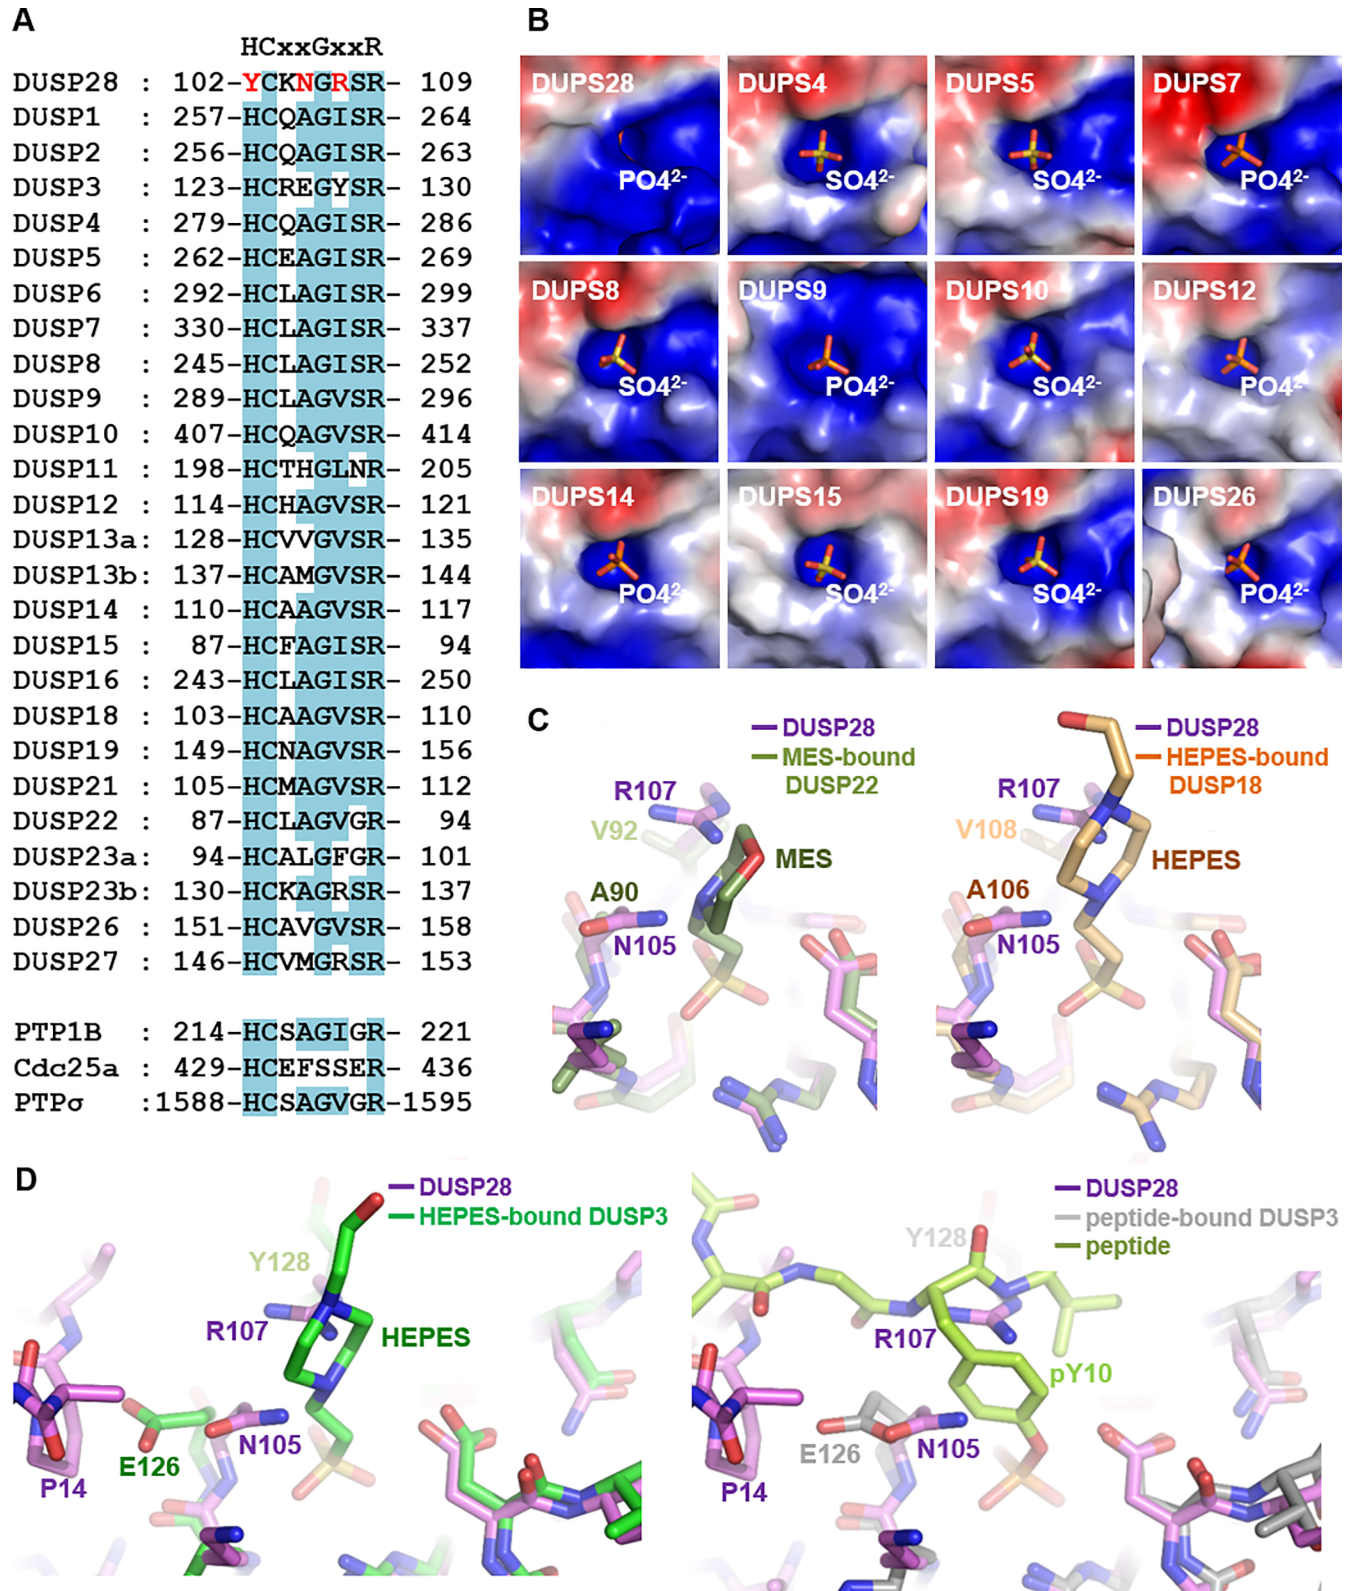 A
HCxxGxxR
DUSP28 : 102-YCKNGRSR- 109
DUSP1 : 257-HCQAGISR- 264
DUSP2 : 256-HCQAGISR- 263
DUSP3 : 123-HCREGYSR- 130
DUSP4 : 279-HCQAGISR- 286
DUSP5 : 262-HCEAGISR- 269
DUSP6 : 292-HCLAGISR- 299
DUSP7 : 330-HCLAGISR- 337
DUSP8 : 245-HCLAGISR- 252
DUSP9 : 289-HCLAGVSR- 296
DUSP10 : 407-HCQAGVSR- 414
DUSP11 : 198-HCTHGLNR- 205
DUSP12 : 114-HCHAGVSR- 121
DUSP13a: 128-HCVVGVSR- 135
DUSP13b: 137-HCAMGVSR- 144
DUSP14 : 110-HCAAGVSR- 117
DUSP15 : 87-HCFAGISR- 94
DUSP16 : 243-HCLAGISR- 250
DUSP18 : 103-HCAAGVSR- 110
DUSP19 : 149-HCNAGVSR- 156
DUSP21 : 105-HCMAGVSR- 112
DUSP22 : 87-HCLAGVGR- 94
DUSP23a: 94-HCALGFGR- 101
DUSP23b: 130-HCKAGRSR- 137
DUSP26 : 151-HCAVGVSR- 158
DUSP27 : 146-HCVMGRSR- 153
PTP1B : 214-HCSAGIGR- 221
Cdc25a : 429-HCEFSSER- 436
PTPσ :1588-HCSAGVGR-1595
B
DUPS28 DUPS4 DUPS5 DUPS7
PO4²⁻ SO4²⁻ SO4²⁻ PO4²⁻
DUPS8 DUPS9 DUPS10 DUPS12
SO4²⁻ PO4²⁻ SO4²⁻ PO4²⁻
DUPS14 DUPS15 DUPS19 DUPS26
PO4²⁻ SO4²⁻ SO4²⁻ PO4²⁻
C
DUSP28
MES-bound
DUSP22
R107
V92
MES
A90
N105
DUSP28
HEPES-bound
DUSP18
R107
V108
HEPES
A106
N105
D
DUSP28
HEPES-bound DUSP3
Y128
R107
HEPES
N105
E126
P14
DUSP28
peptide-bound DUSP3
peptide
Y128
R107
pY10
N105
E126
P14